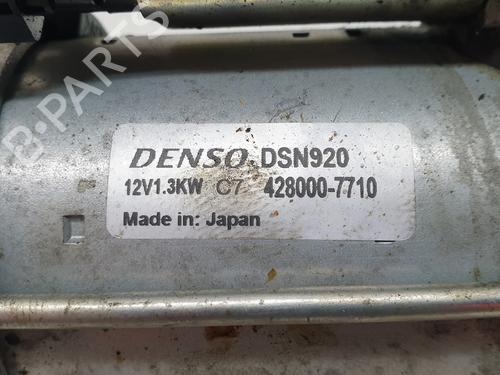 B-PARTS
DENSO DSN920
12V1.3KW C7 428000-7710
Made in: Japan